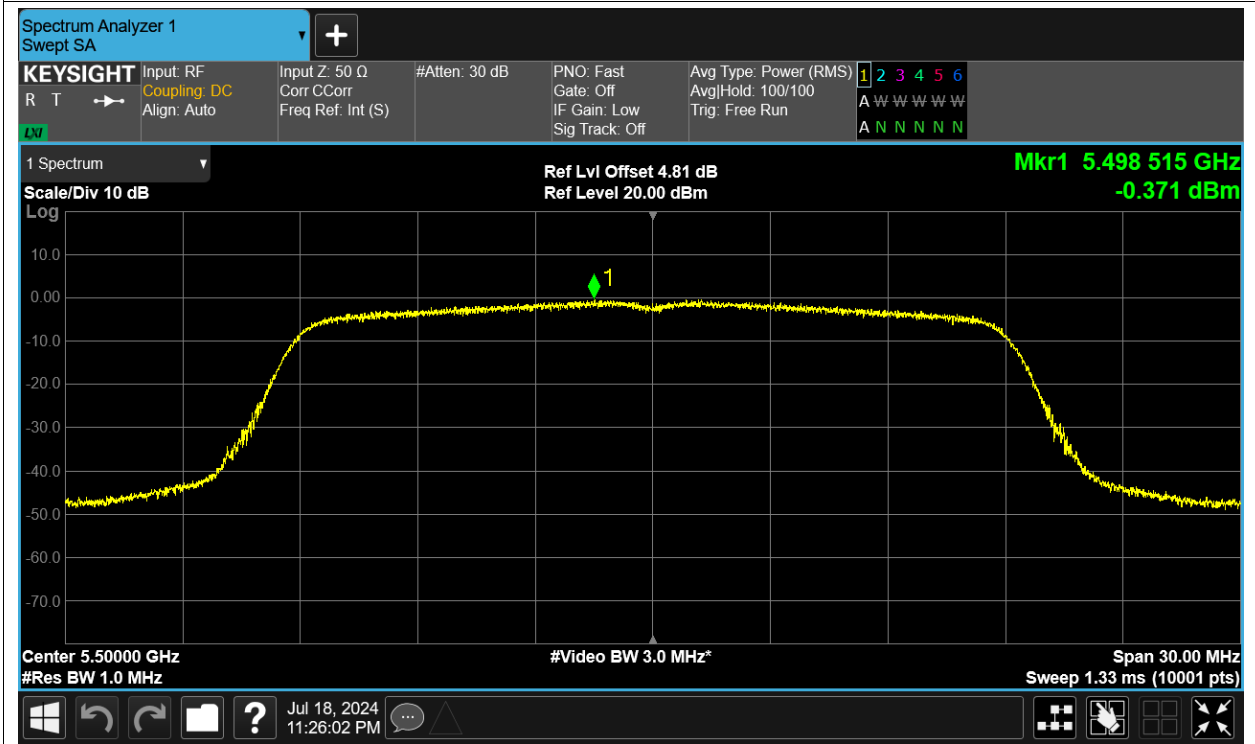 Spectrum Analyzer 1
Swept SA
+
KEYSIGHT
R T
LXI
Input: RF
Coupling: DC
Align: Auto
Input Z: 50 Ω
Corr CCorr
Freq Ref: Int (S)
#Atten: 30 dB
PNO: Fast
Gate: Off
IF Gain: Low
Sig Track: Off
Avg Type: Power (RMS)
Avg|Hold: 100/100
Trig: Free Run
1 2 3 4 5 6
A W W W W W
A N N N N N
1 Spectrum
Scale/Div 10 dB
Log
Ref Lvl Offset 4.81 dB
Ref Level 20.00 dBm
Mkr1 5.498 515 GHz
-0.371 dBm
10.0
0.00
-10.0
-20.0
-30.0
-40.0
-50.0
-60.0
-70.0
1
Center 5.50000 GHz
#Res BW 1.0 MHz
#Video BW 3.0 MHz*
Span 30.00 MHz
Sweep 1.33 ms (10001 pts)
?
Jul 18, 2024
11:26:02 PM